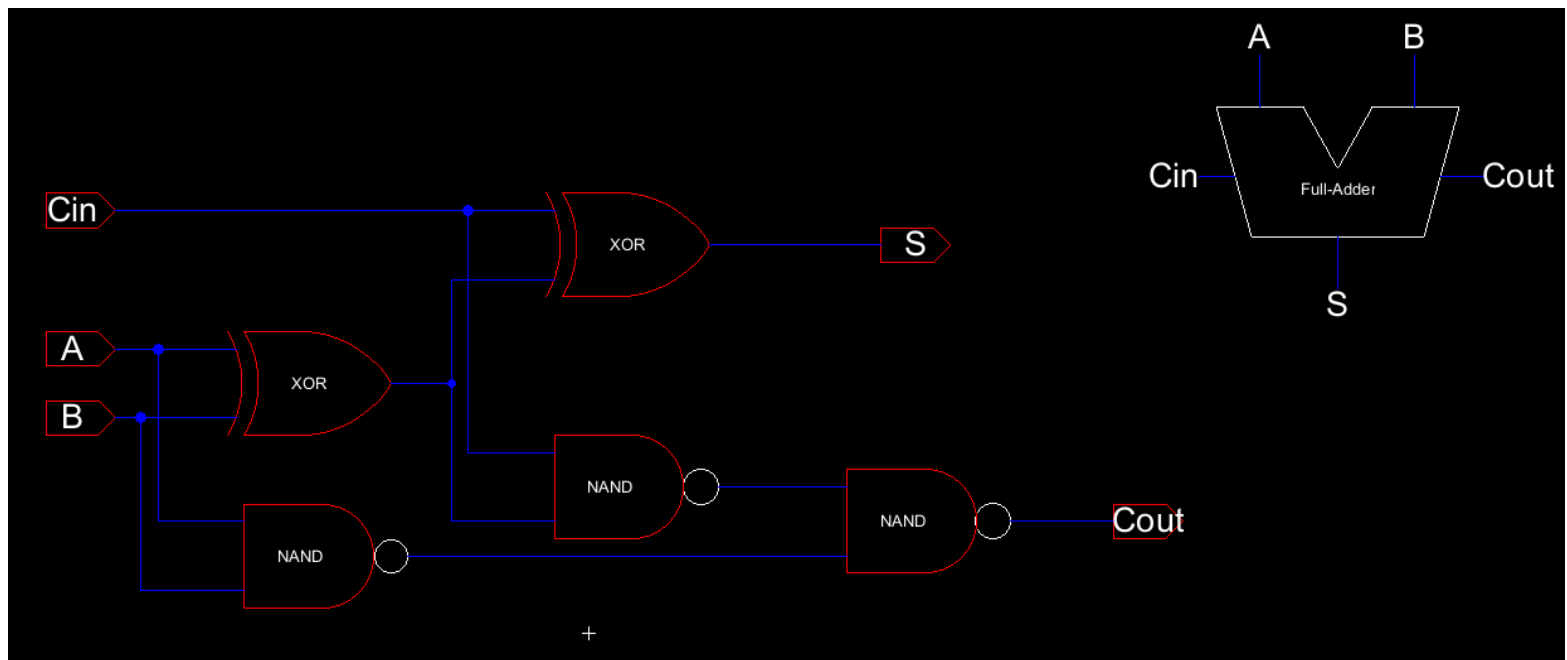 A
B
Cin
Full-Adder
Cout
S
Cin
XOR
S
A
XOR
B
NAND
NAND
Cout
NAND